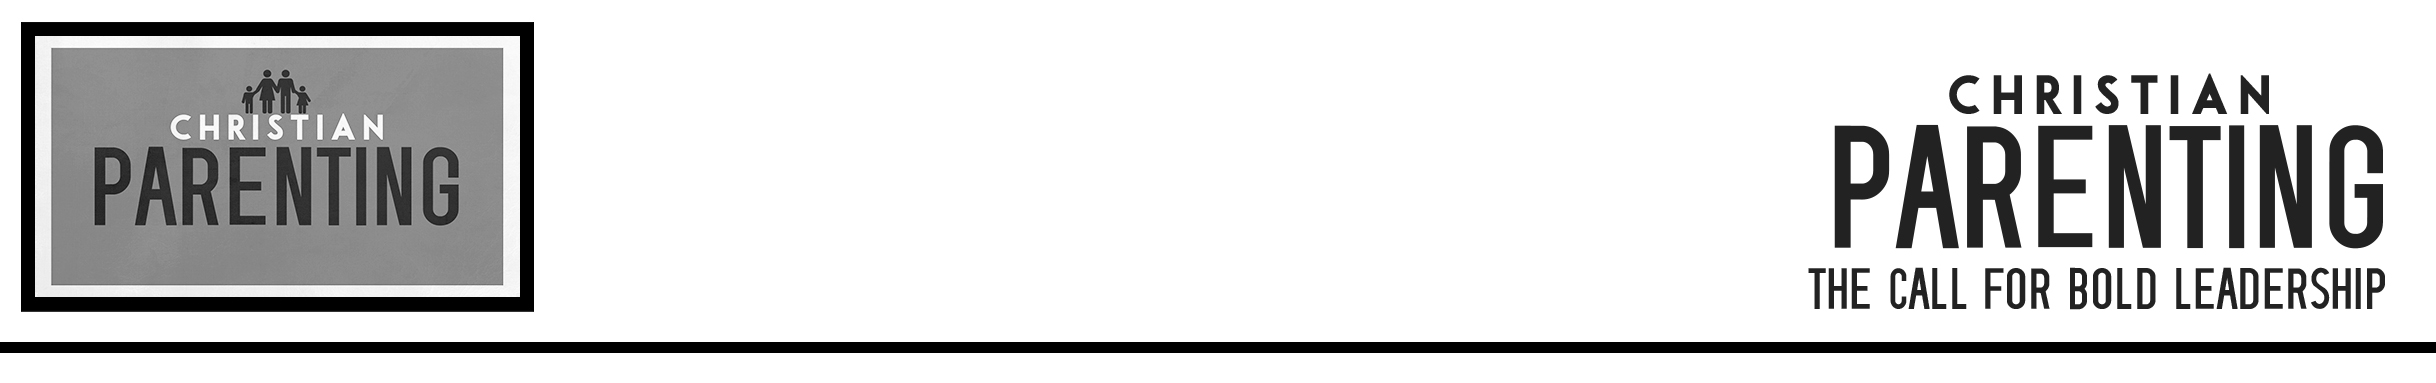 CHRISTIAN
PARENTING
CHRISTIAN
PARENTING
THE CALL FOR BOLD LEADERSHIP